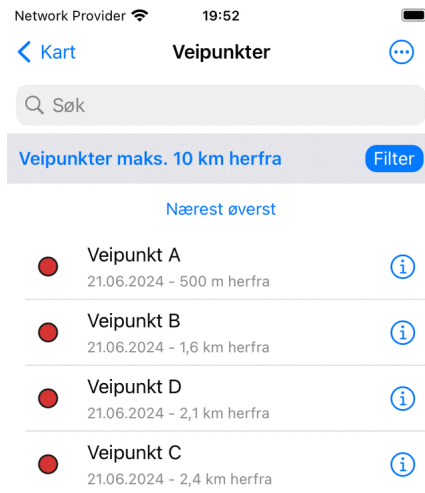 Network Provider 19:52
Kart Veipunkter
Søk
Veipunkter maks. 10 km herfra Filter
Nærest øverst
Veipunkt A
21.06.2024 - 500 m herfra
Veipunkt B
21.06.2024 - 1,6 km herfra
Veipunkt D
21.06.2024 - 2,1 km herfra
Veipunkt C
21.06.2024 - 2,4 km herfra